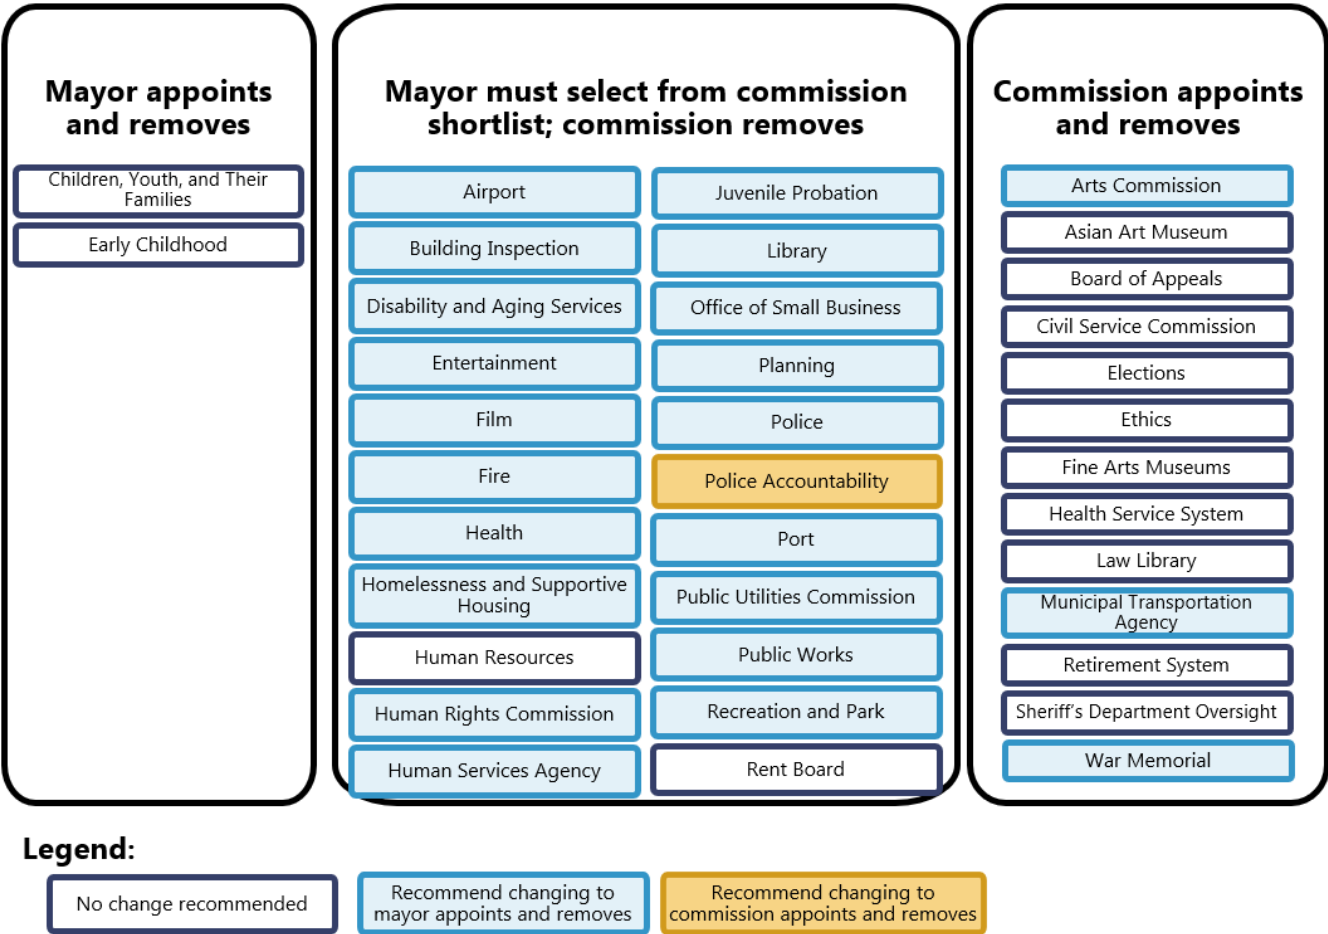 Mayor appoints
and removes
Children, Youth, and Their
Families
Early Childhood
Mayor must select from commission
shortlist; commission removes
Airport
Building Inspection
Disability and Aging Services
Entertainment
Film
Fire
Health
Homelessness and Supportive
Housing
Human Resources
Human Rights Commission
Human Services Agency
Juvenile Probation
Library
Office of Small Business
Planning
Police
Police Accountability
Port
Public Utilities Commission
Public Works
Recreation and Park
Rent Board
Commission appoints
and removes
Arts Commission
Asian Art Museum
Board of Appeals
Civil Service Commission
Elections
Ethics
Fine Arts Museums
Health Service System
Law Library
Municipal Transportation
Agency
Retirement System
Sheriff’s Department Oversight
War Memorial
Legend:
No change recommended
Recommend changing to
mayor appoints and removes
Recommend changing to
commission appoints and removes